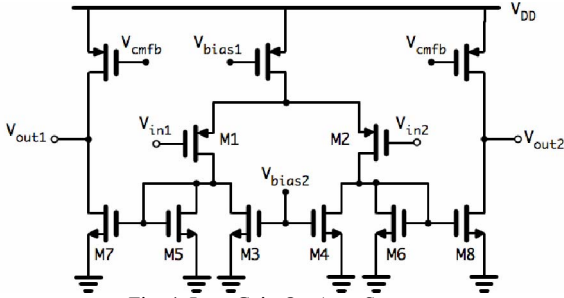 V_DD
V_cmfb
V_bias1
V_cmfb
V_out1
V_in1
M1
M2
V_in2
V_out2
V_bias2
M7
M5
M3
M4
M6
M8